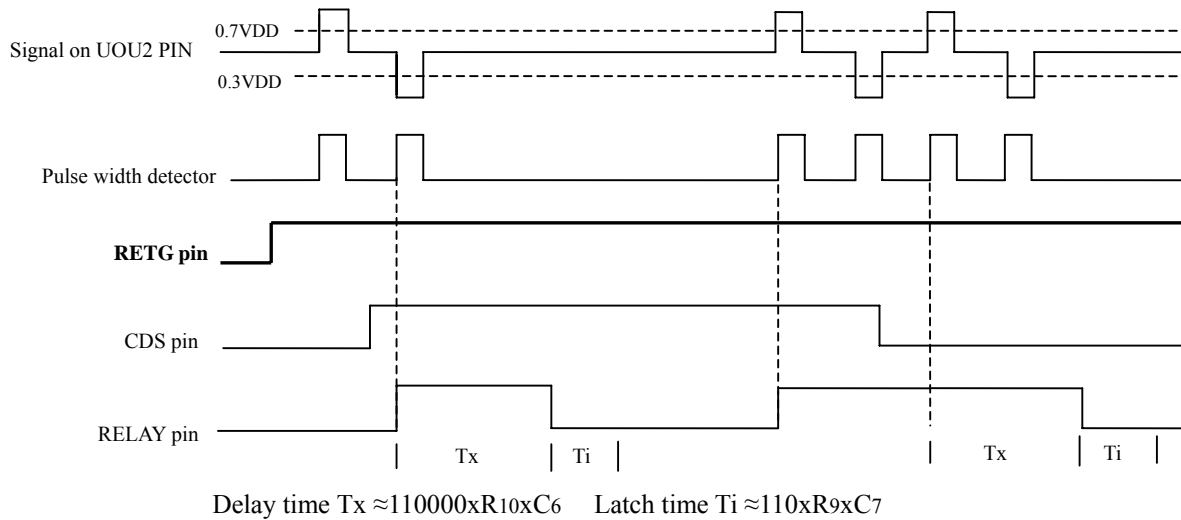 0.7VDD
Signal on UOU2 PIN
0.3VDD
Pulse width detector
RETG pin
CDS pin
RELAY pin
Tx Ti Tx Ti
Delay time Tx ≈110000xR10xC6 Latch time Ti ≈110xR9xC7